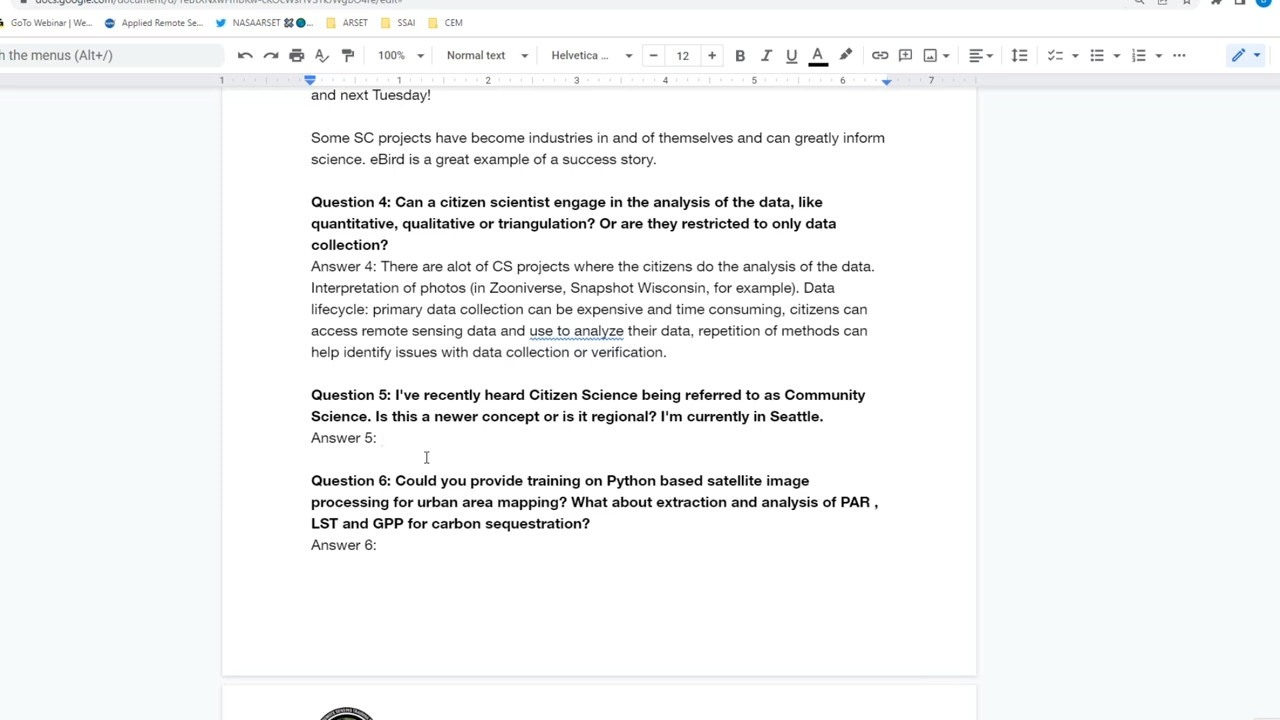 GoTo Webinar | We...
Applied Remote Se...
NASAARSET
ARSET
SSAI
CEM
h the menus (Alt+/)
100%
Normal text
Helvetica ...
12
1 1 2 3 4 5 6 7
and next Tuesday!
Some SC projects have become industries in and of themselves and can greatly inform
science. eBird is a great example of a success story.
Question 4: Can a citizen scientist engage in the analysis of the data, like
quantitative, qualitative or triangulation? Or are they restricted to only data
collection?
Answer 4: There are alot of CS projects where the citizens do the analysis of the data.
Interpretation of photos (in Zooniverse, Snapshot Wisconsin, for example). Data
lifecycle: primary data collection can be expensive and time consuming, citizens can
access remote sensing data and use to analyze their data, repetition of methods can
help identify issues with data collection or verification.
Question 5: I've recently heard Citizen Science being referred to as Community
Science. Is this a newer concept or is it regional? I'm currently in Seattle.
Answer 5:
Question 6: Could you provide training on Python based satellite image
processing for urban area mapping? What about extraction and analysis of PAR ,
LST and GPP for carbon sequestration?
Answer 6: